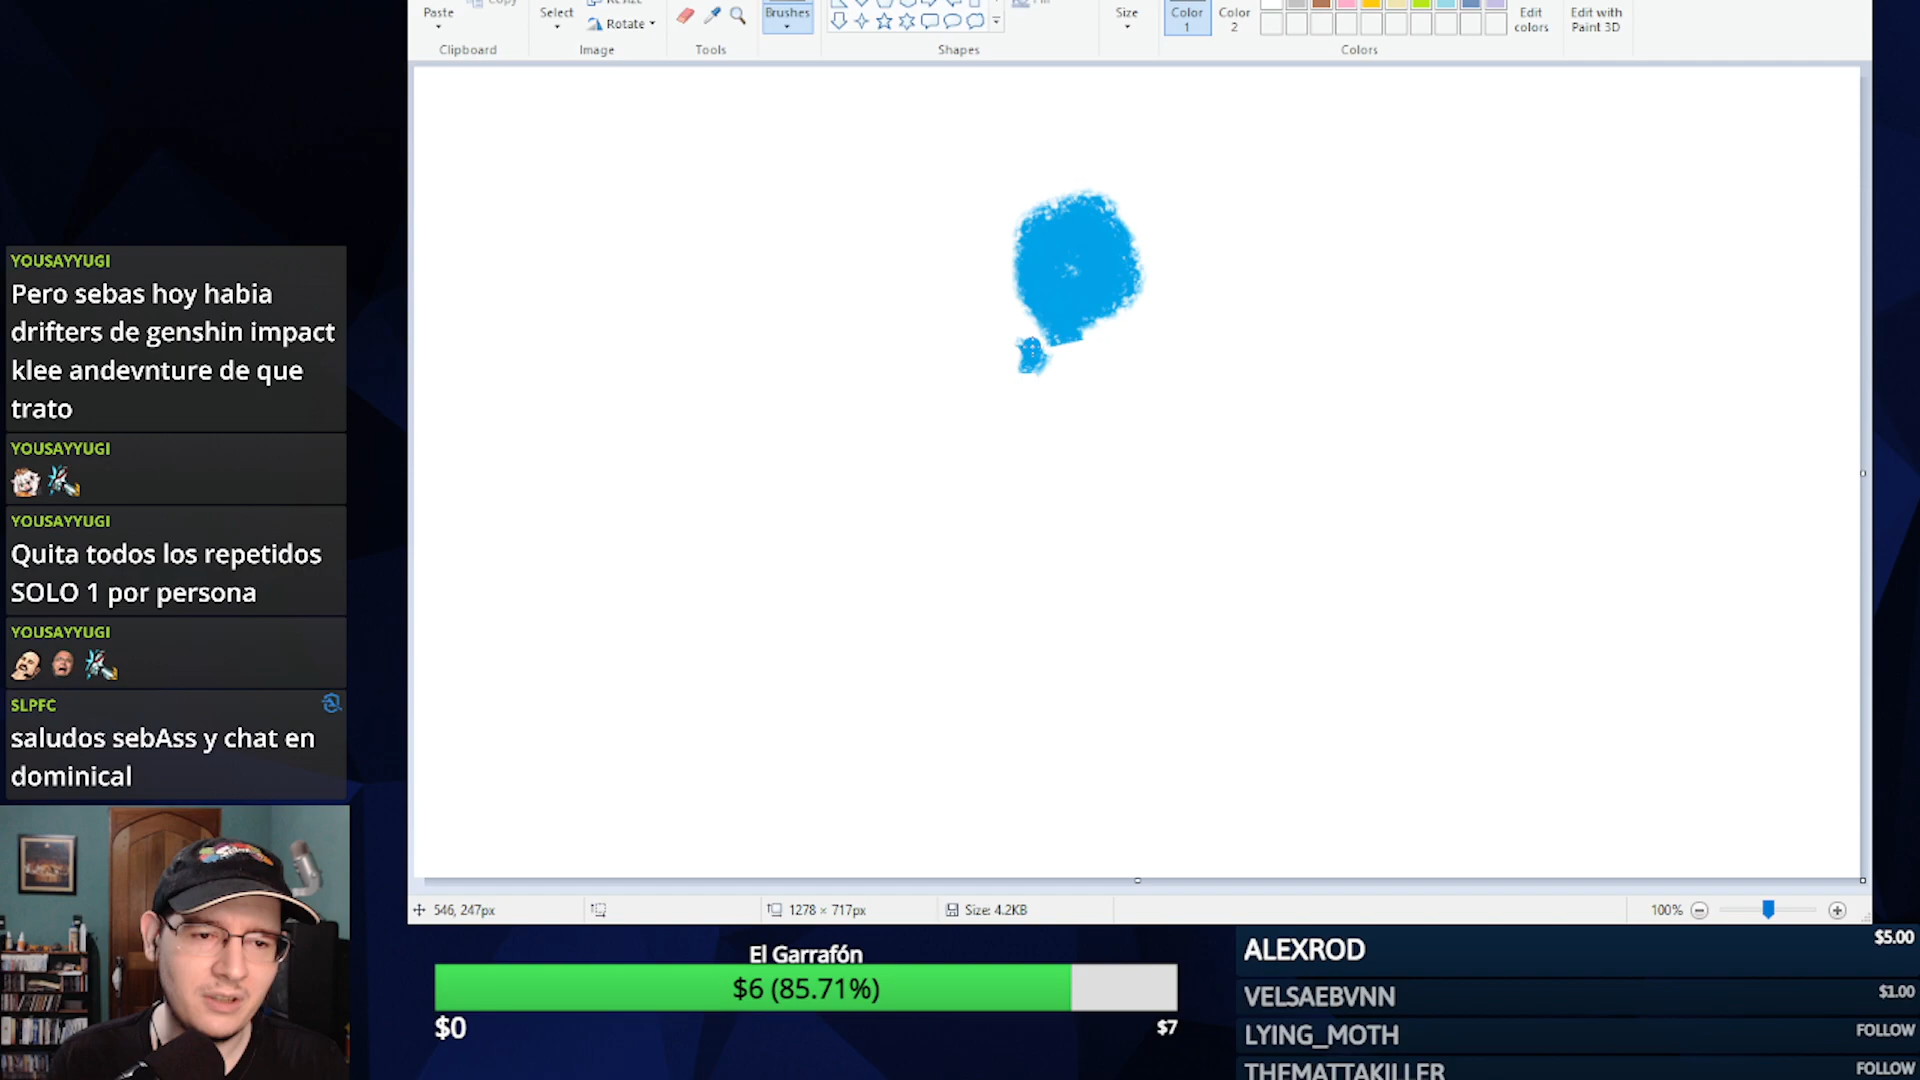 Paste
Copy
Select
Rotate
Brushes
Size
Color 1
Color 2
Edit colors
Edit with Paint 3D
Clipboard
Image
Tools
Shapes
Colors
YOUSAYYUGI
Pero sebas hoy habia
drifters de genshin impact
klee andevnture de que
trato
YOUSAYYUGI
YOUSAYYUGI
Quita todos los repetidos
SOLO 1 por persona
YOUSAYYUGI
SLPFC
saludos sebAss y chat en
dominical
546, 247px
1278 × 717px
Size: 4.2KB
100%
El Garrafón
$6 (85.71%)
$0
$7
ALEXROD $5.00
VELSAEBVNN $1.00
LYING_MOTH FOLLOW
THEMATTAKILLER FOLLOW